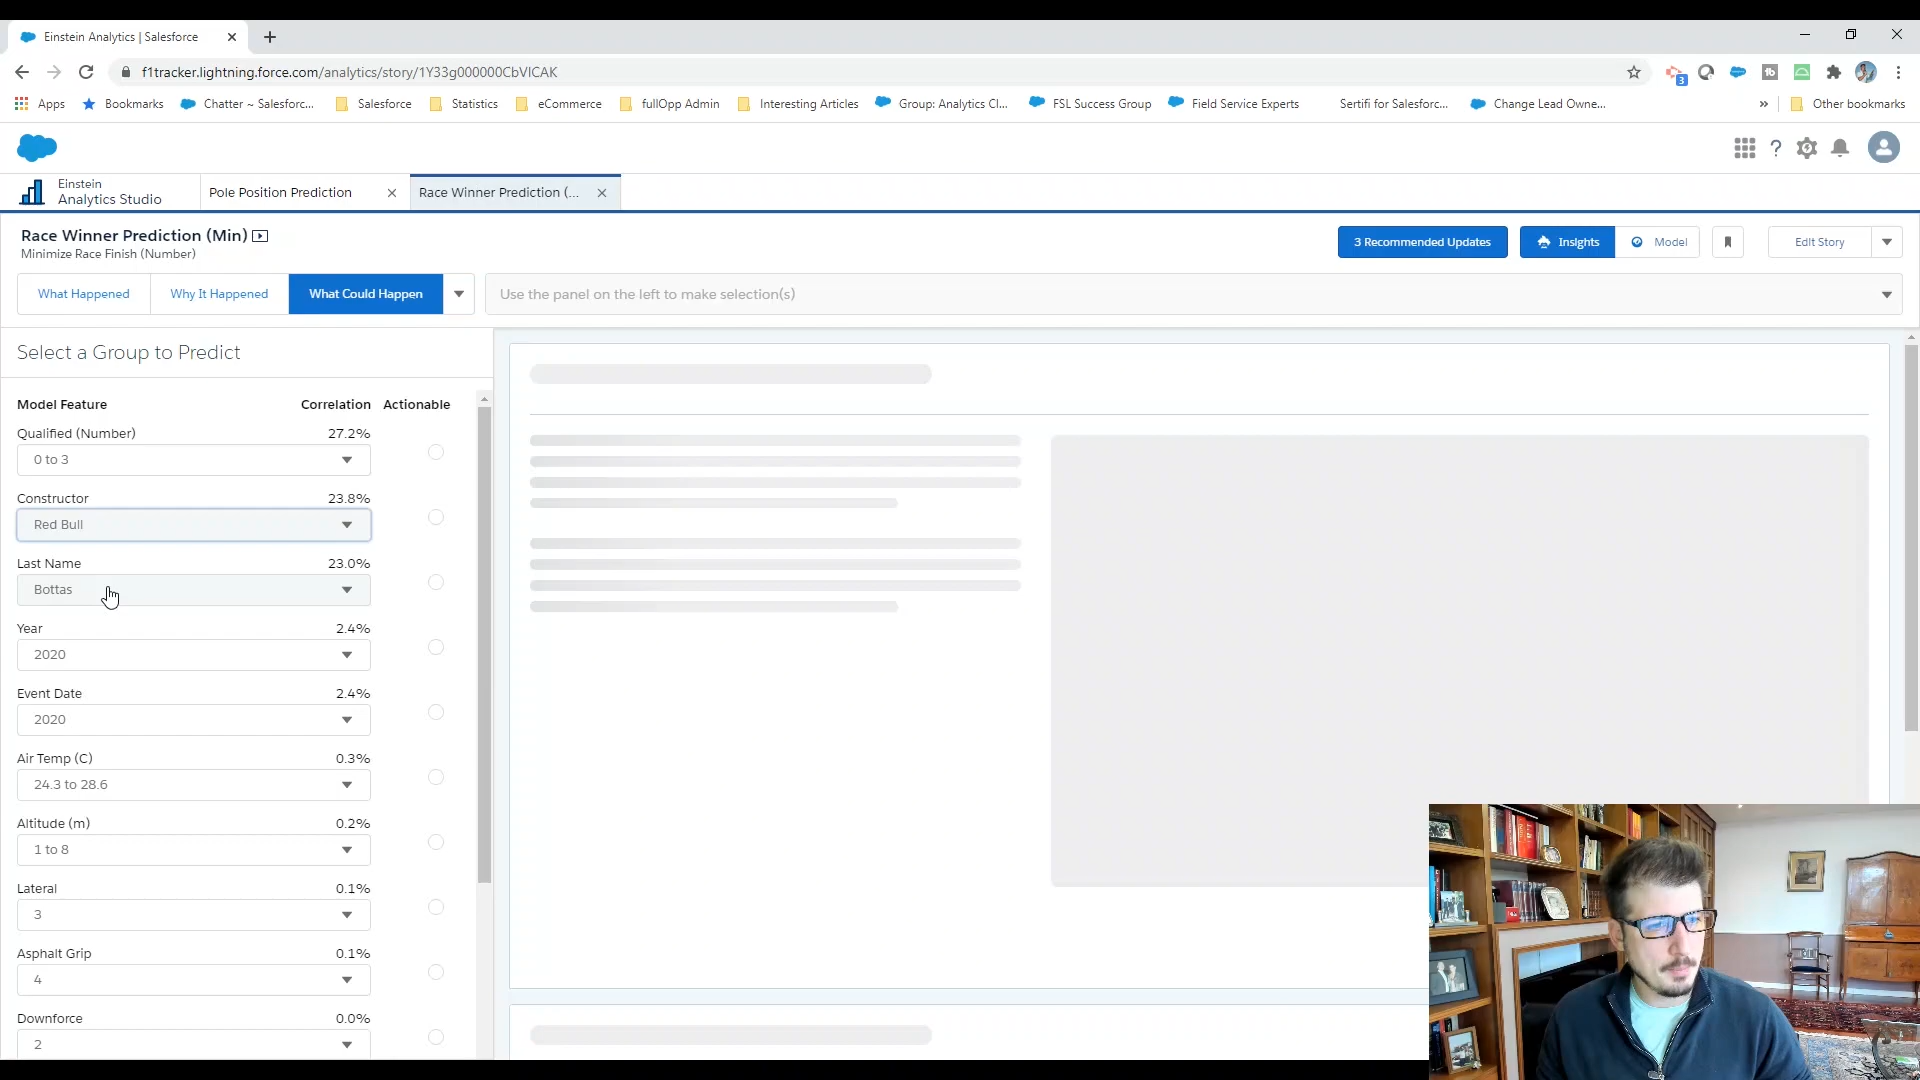 Einstein Analytics | Salesforce
f1tracker.lightning.force.com/analytics/story/1Y33g000000CbVlCAK
3
Apps
Bookmarks
Chatter ~ Salesforc...
Salesforce
Statistics
eCommerce
fullOpp Admin
Interesting Articles
Group: Analytics Cl...
FSL Success Group
Field Service Experts
Sertifi for Salesforc...
Change Lead Owne...
»
Other bookmarks
Einstein
Analytics Studio
Pole Position Prediction
Race Winner Prediction (...
Race Winner Prediction (Min)
Minimize Race Finish (Number)
3 Recommended Updates
Insights
Model
Edit Story
What Happened
Why It Happened
What Could Happen
Use the panel on the left to make selection(s)
Select a Group to Predict
Model Feature Correlation Actionable
Qualified (Number) 27.2%
0 to 3
Constructor 23.8%
Red Bull
Last Name 23.0%
Bottas
Year 2.4%
2020
Event Date 2.4%
2020
Air Temp (C) 0.3%
24.3 to 28.6
Altitude (m) 0.2%
1 to 8
Lateral 0.1%
3
Asphalt Grip 0.1%
4
Downforce 0.0%
2